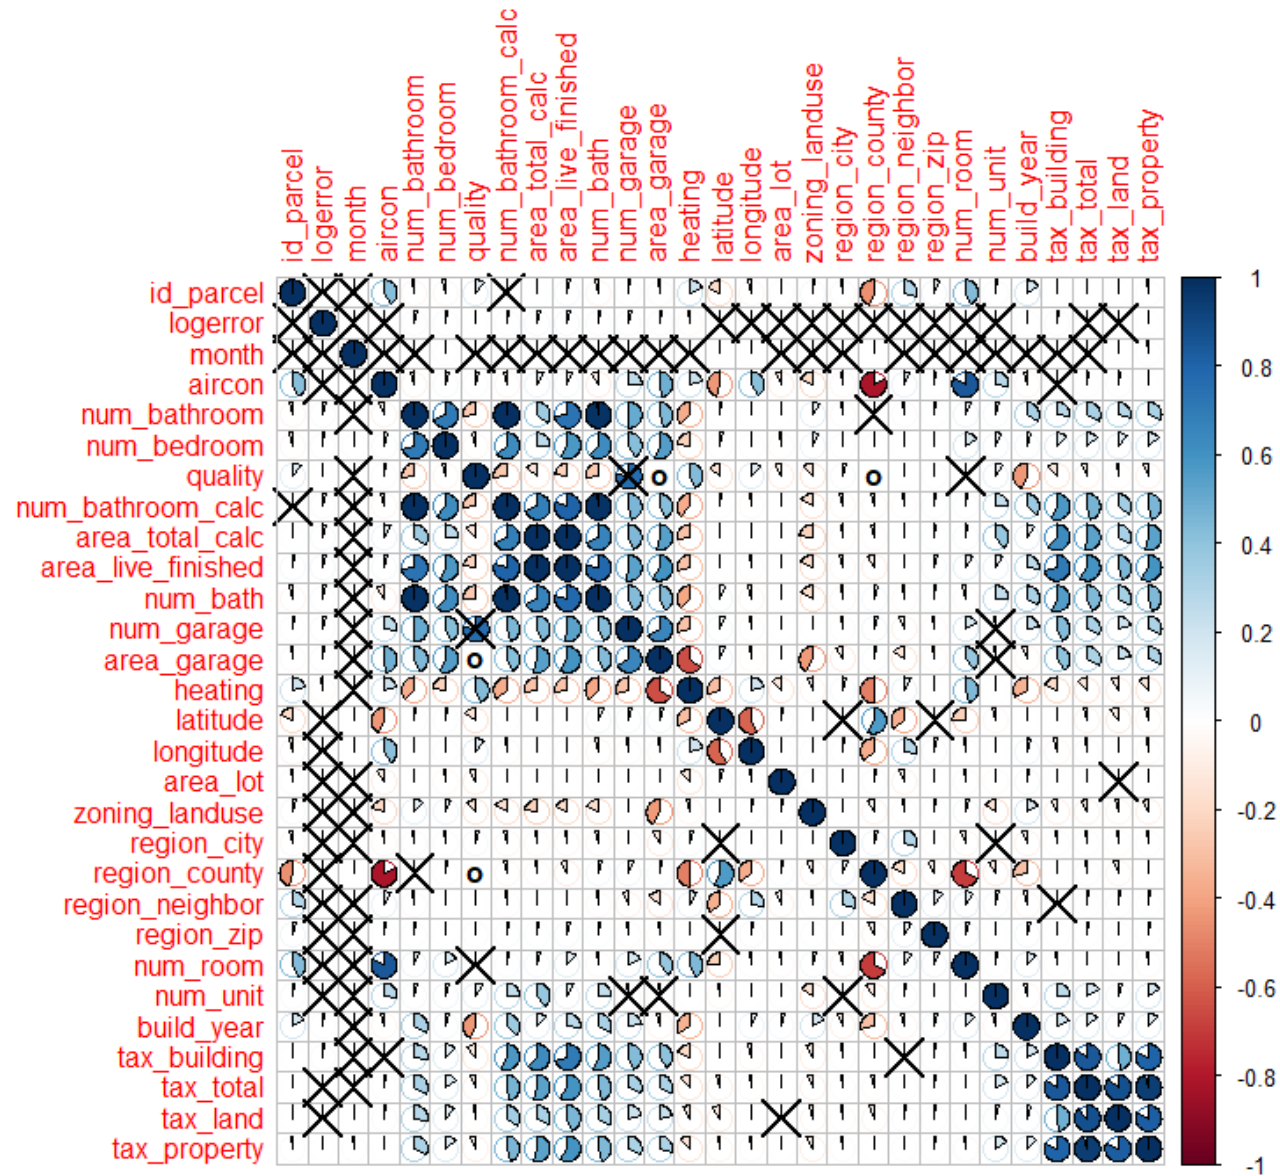 id_parcel
logerror
month
aircon
num_bathroom
num_bedroom
quality
num_bathroom_calc
area_total_calc
area_live_finished
num_bath
num_garage
area_garage
heating
latitude
longitude
area_lot
zoning_landuse
region_city
region_county
region_neighbor
region_zip
num_room
num_unit
build_year
tax_building
tax_total
tax_land
tax_property
id_parcel
logerror
month
aircon
num_bathroom
num_bedroom
quality
o
o
num_bathroom_calc
area_total_calc
area_live_finished
num_bath
num_garage
area_garage
o
heating
latitude
longitude
area_lot
zoning_landuse
region_city
region_county
o
region_neighbor
region_zip
num_room
num_unit
build_year
tax_building
tax_total
tax_land
tax_property
1
0.8
0.6
0.4
0.2
0
-0.2
-0.4
-0.6
-0.8
-1